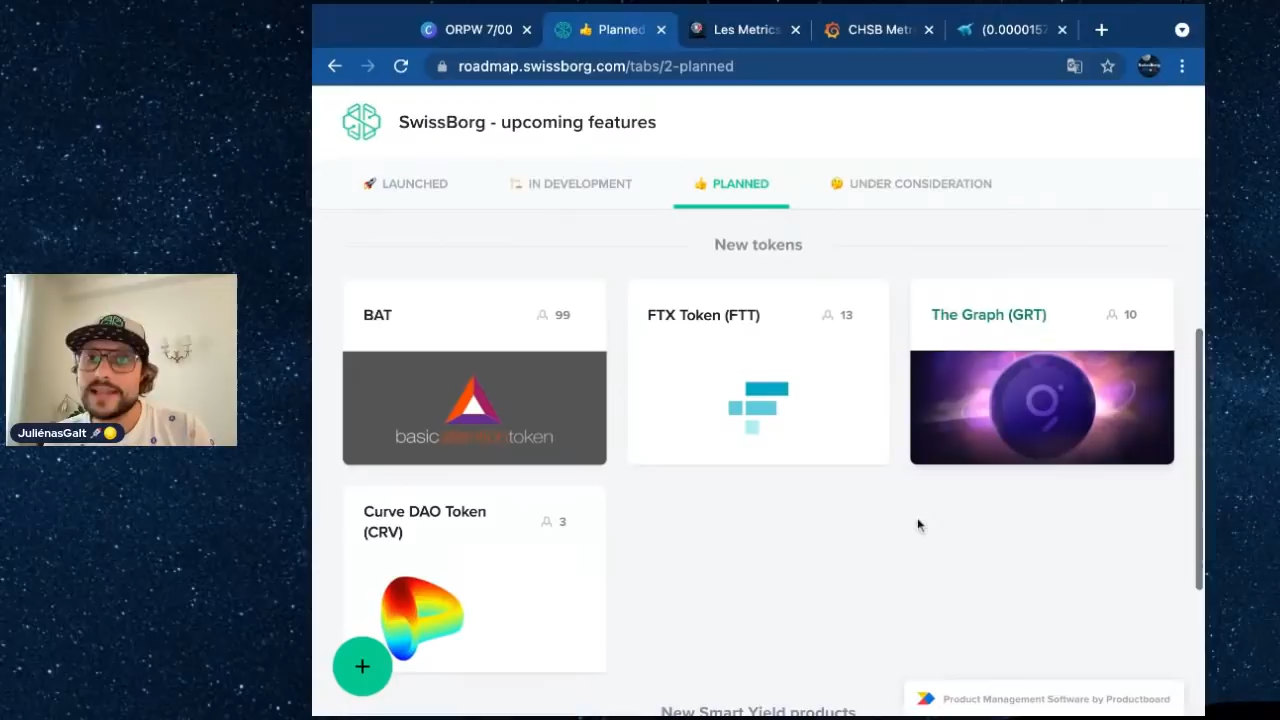 ORPW 7/00
Planned
Les Metrics
CHSB Metr
(0.0000157
roadmap.swissborg.com/tabs/2-planned
SwissBorg - upcoming features
LAUNCHED
IN DEVELOPMENT
PLANNED
UNDER CONSIDERATION
New tokens
BAT
99
FTX Token (FTT)
13
The Graph (GRT)
10
basic attention token
Curve DAO Token
(CRV)
3
JuliénasGalt
+
Product Management Software by Productboard
New Smart Yield products